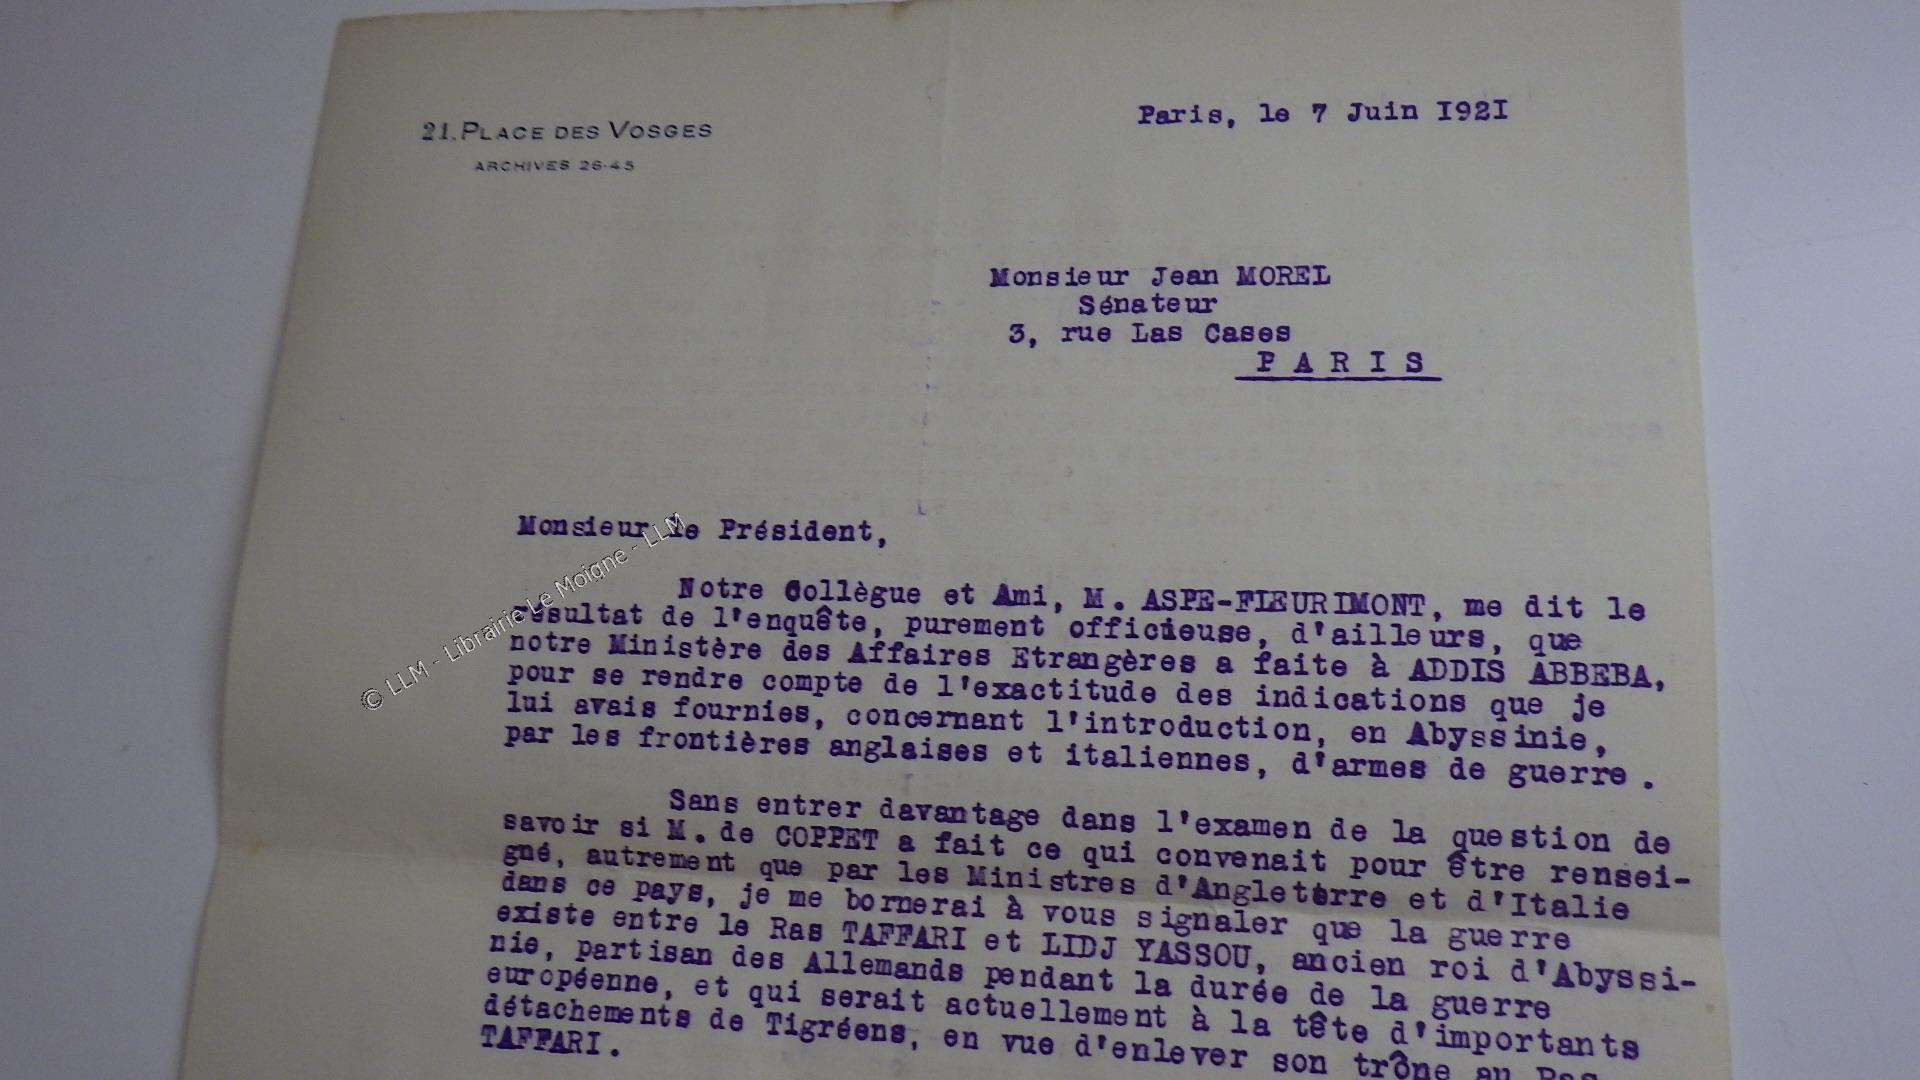 21, PLACE DES VOSGES
ARCHIVES 26-45
Paris, le 7 Juin I92I
Monsieur Jean MOREL
Sénateur
3, rue Las Cases
P A R I S
Monsieur le Président,
Notre Collègue et Ami, M. ASPE-FIEURIMONT, me dit le
résultat de l'enquête, purement officieuse, d'ailleurs, que
notre Ministère des Affaires Etrangères a faite à ADDIS ABBEBA,
pour se rendre compte de l'exactitude des indications que je
lui avais fournies, concernant l'introduction, en Abyssinie,
par les frontières anglaises et italiennes, d'armes de guerre.
Sans entrer davantage dans l'examen de la question de
savoir si M. de COPPET a fait ce qui convenait pour être rensei-
gné, autrement que par les Ministres d'Angleterre et d'Italie
dans ce pays, je me bornerai à vous signaler que la guerre
existe entre le Ras TAFFARI et LIDJ YASSOU, ancien roi d'Abyssi-
nie, partisan des Allemands pendant la durée de la guerre
européenne, et qui serait actuellement à la tête d'importants
détachements de Tigréens, en vue d'enlever son trône au Ras
TAFFARI.
© LLM - Librairie Le Moigne - LLM